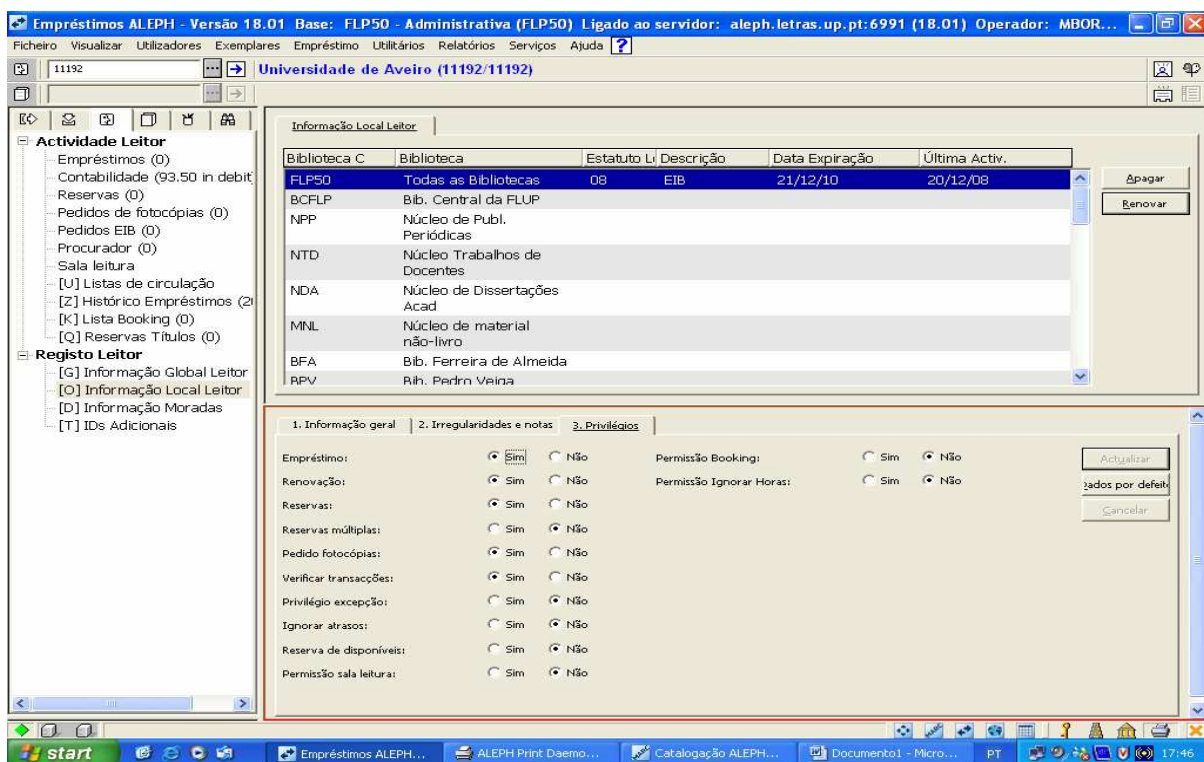 Empréstimos ALEPH - Versão 18.01 Base: FLP50 - Administrativa (FLP50) Ligado ao servidor: aleph.letras.up.pt:6991 (18.01) Operador: MBOR...
Ficheiro Visualizar Utilizadores Exemplares Empréstimo Utilitários Relatórios Serviços Ajuda ?
11192 ... Universidade de Aveiro (11192/11192)
Actividade Leitor
Empréstimos (0)
Contabilidade (93.50 in debit
Reservas (0)
Pedidos de fotocópias (0)
Pedidos EIB (0)
Procurador (0)
Sala leitura
[U] Listas de circulação
[Z] Histórico Empréstimos (2
[K] Lista Booking (0)
[Q] Reservas Títulos (0)
Registo Leitor
[G] Informação Global Leitor
[O] Informação Local Leitor
[D] Informação Moradas
[T] IDs Adicionais
Informação Local Leitor
Biblioteca C Biblioteca Estatuto L Descrição Data Expiração Última Activ.
FLP50 Todas as Bibliotecas 08 EIB 21/12/10 20/12/08
BCFLP Bib. Central da FLUP
NPP Núcleo de Publ.
Periódicas
NTD Núcleo Trabalhos de
Docentes
NDA Núcleo de Dissertações
Acad
MNL Núcleo de material
não-livro
BFA Bib. Ferreira de Almeida
BPV Bib. Pedro Veiga
Apagar
Renovar
1. Informação geral 2. Irregularidades e notas 3. Privilégios
Empréstimo: Sim Não Permissão Booking: Sim Não
Renovação: Sim Não Permissão Ignorar Horas: Sim Não
Reservas: Sim Não
Reservas múltiplas: Sim Não
Pedido fotocópias: Sim Não
Verificar transacções: Sim Não
Privilégio excepção: Sim Não
Ignorar atrasos: Sim Não
Reserva de disponíveis: Sim Não
Permissão sala leitura: Sim Não
Actualizar
ados por defeit
Cancelar
start Empréstimos ALEPH... ALEPH Print Daemo... Catalogação ALEPH... Documento1 - Micro... PT 17:46